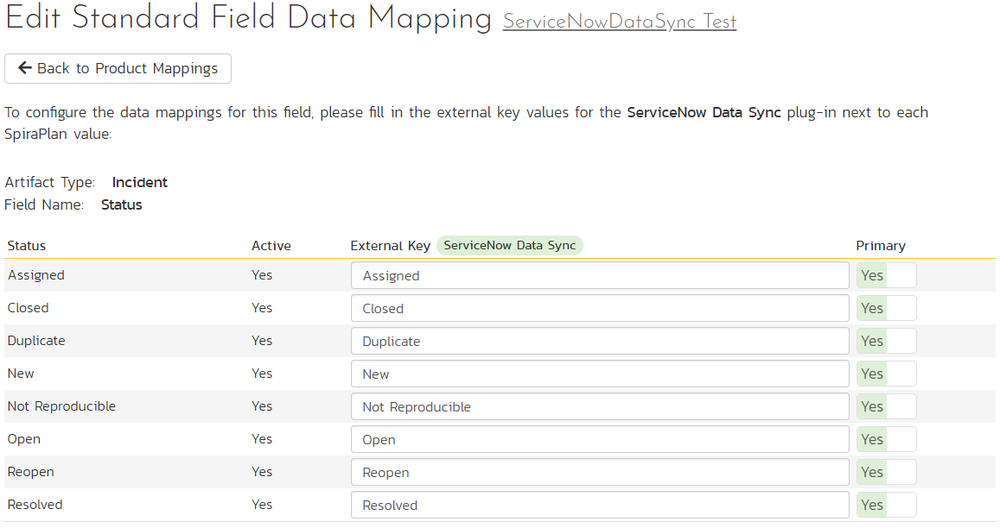 Edit Standard Field Data Mapping ServiceNowDataSync Test
Back to Product Mappings
To configure the data mappings for this field, please fill in the external key values for the ServiceNow Data Sync plug-in next to each
SpiraPlan value:
Artifact Type: Incident
Field Name: Status
Status Active External Key ServiceNow Data Sync Primary
Assigned Yes Assigned Yes
Closed Yes Closed Yes
Duplicate Yes Duplicate Yes
New Yes New Yes
Not Reproducible Yes Not Reproducible Yes
Open Yes Open Yes
Reopen Yes Reopen Yes
Resolved Yes Resolved Yes